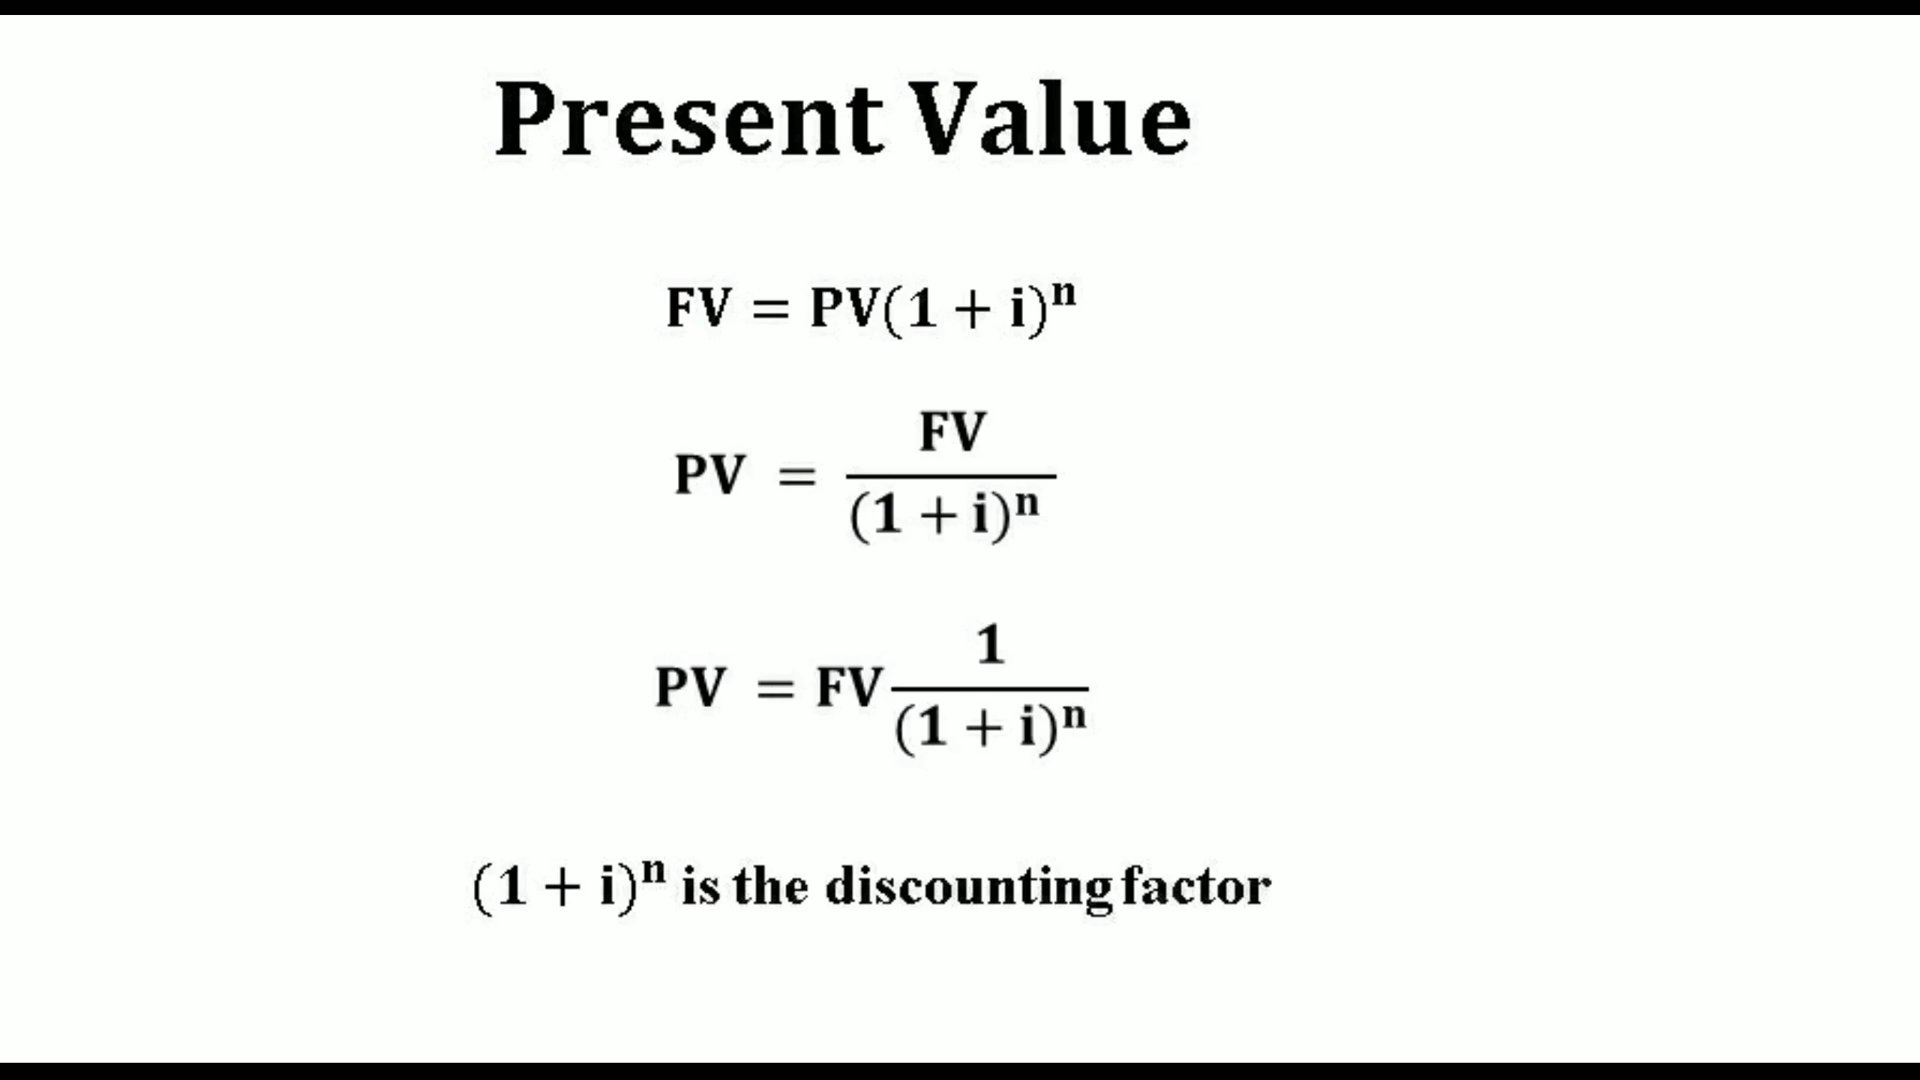 Present Value
FV = PV(1 + i)ⁿ
PV = FV / (1 + i)ⁿ
PV = FV 1 / (1 + i)ⁿ
(1 + i)ⁿ is the discounting factor